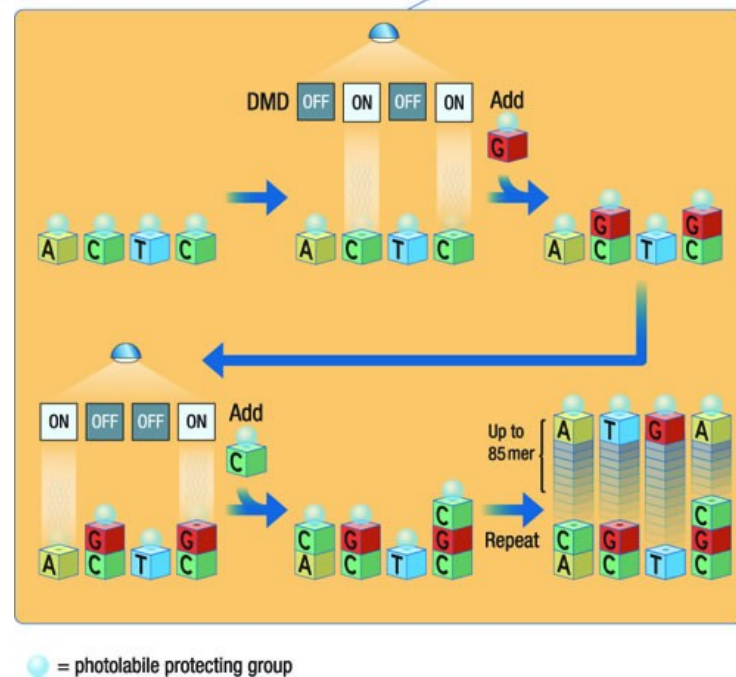 DMD OFF ON OFF ON Add
G
A C T C
A C T C
G G
A C T C
ON OFF OFF ON Add
C
G G
A C T C
C
C G G
A C T C
Repeat
Up to
85 mer
A T G A
C
C G G
A C T C
= photolabile protecting group